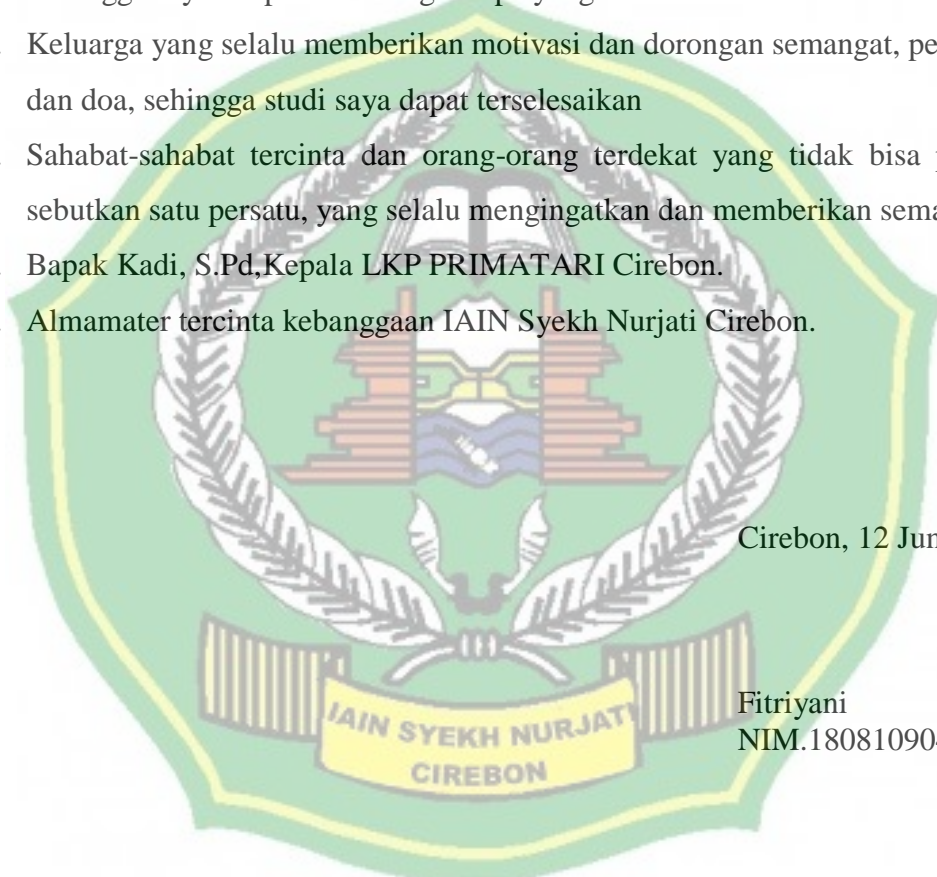 Keluarga yang selalu memberikan motivasi dan dorongan semangat,
dan doa, sehingga studi saya dapat terselesaikan
Sahabat-sahabat tercinta dan orang-orang terdekat yang tidak bisa
sebutkan satu persatu, yang selalu mengingatkan dan memberikan
Bapak Kadi, S.Pd,Kepala LKP PRIMATARI Cirebon.
Almamater tercinta kebanggaan IAIN Syekh Nurjati Cirebon.
Cirebon, 12
Fitriyani
NIM.180810904
IAIN SYEKH NURJATI
CIREBON